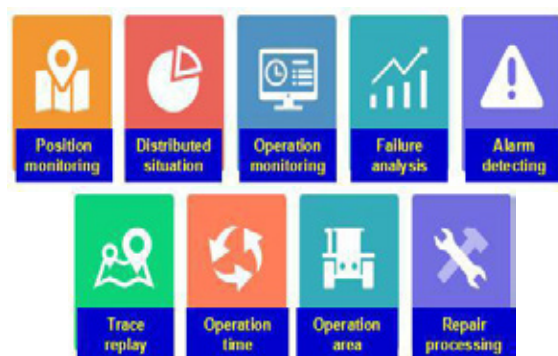 Position
monitoring
Distributed
situation
Operation
monitoring
Failure
analysis
Alarm
detecting
Trace
replay
Operation
time
Operation
area
Repair
processing